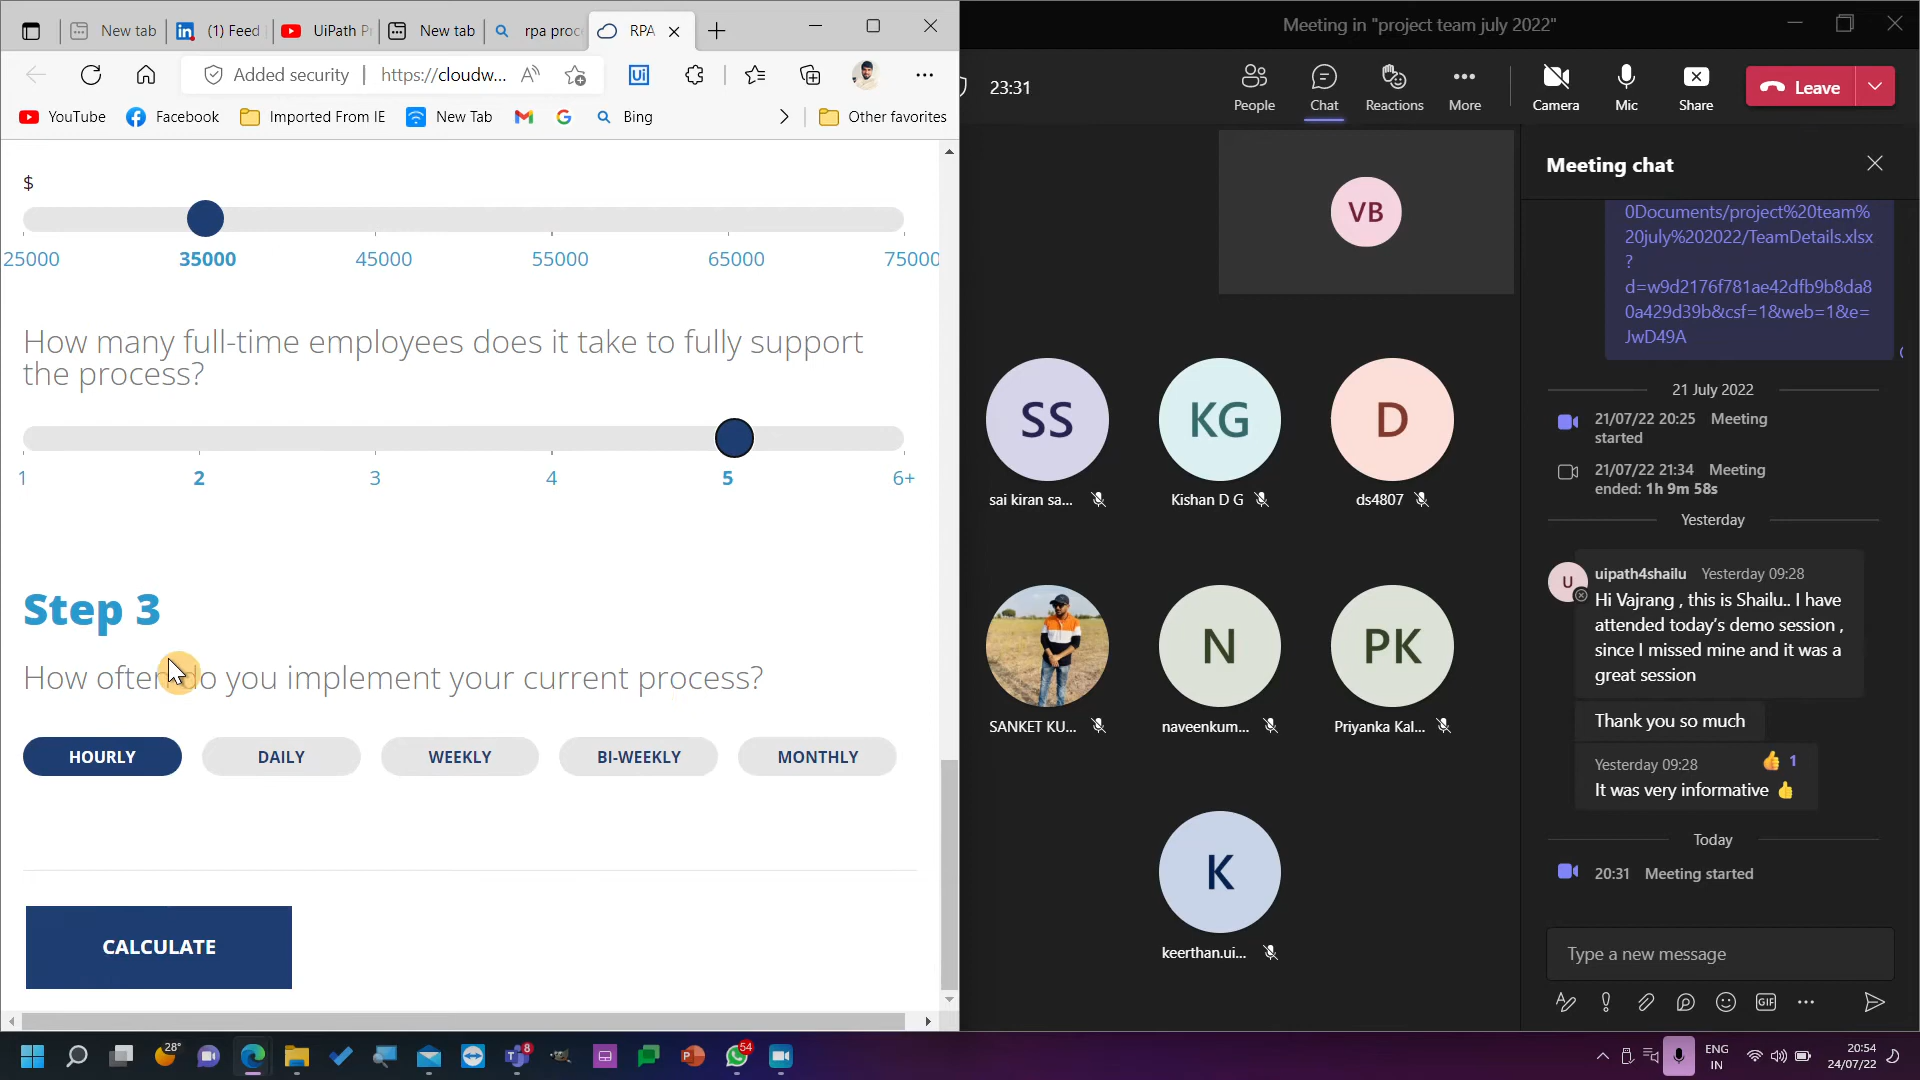 New tab
(1) Feed
UiPath P
New tab
rpa proc
RPA
Added security
https://cloudw...
YouTube
Facebook
Imported From IE
New Tab
Bing
Other favorites
$
25000
35000
45000
55000
65000
75000
How many full-time employees does it take to fully support
the process?
1
2
3
4
5
6+
Step 3
How often do you implement your current process?
HOURLY
DAILY
WEEKLY
BI-WEEKLY
MONTHLY
CALCULATE
Meeting in "project team july 2022"
23:31
People
Chat
Reactions
More
Camera
Mic
Share
Leave
VB
SS
sai kiran sa...
KG
Kishan D G
D
ds4807
SANKET KU...
N
naveenkum...
PK
Priyanka Kal...
K
keerthan.ui...
Meeting chat
0Documents/project%20team%
20july%202022/TeamDetails.xlsx
?
d=w9d2176f781ae42dfb9b8da8
0a429d39b&csf=1&web=1&e=
JwD49A
21 July 2022
21/07/22 20:25 Meeting
started
21/07/22 21:34 Meeting
ended: 1h 9m 58s
Yesterday
U
uipath4shailu Yesterday 09:28
Hi Vajrang , this is Shailu.. I have
attended today's demo session ,
since I missed mine and it was a
great session
Thank you so much
Yesterday 09:28
👍 1
It was very informative 👍
Today
20:31 Meeting started
Type a new message
GIF
28°
8
54
ENG
IN
20:54
24/07/22